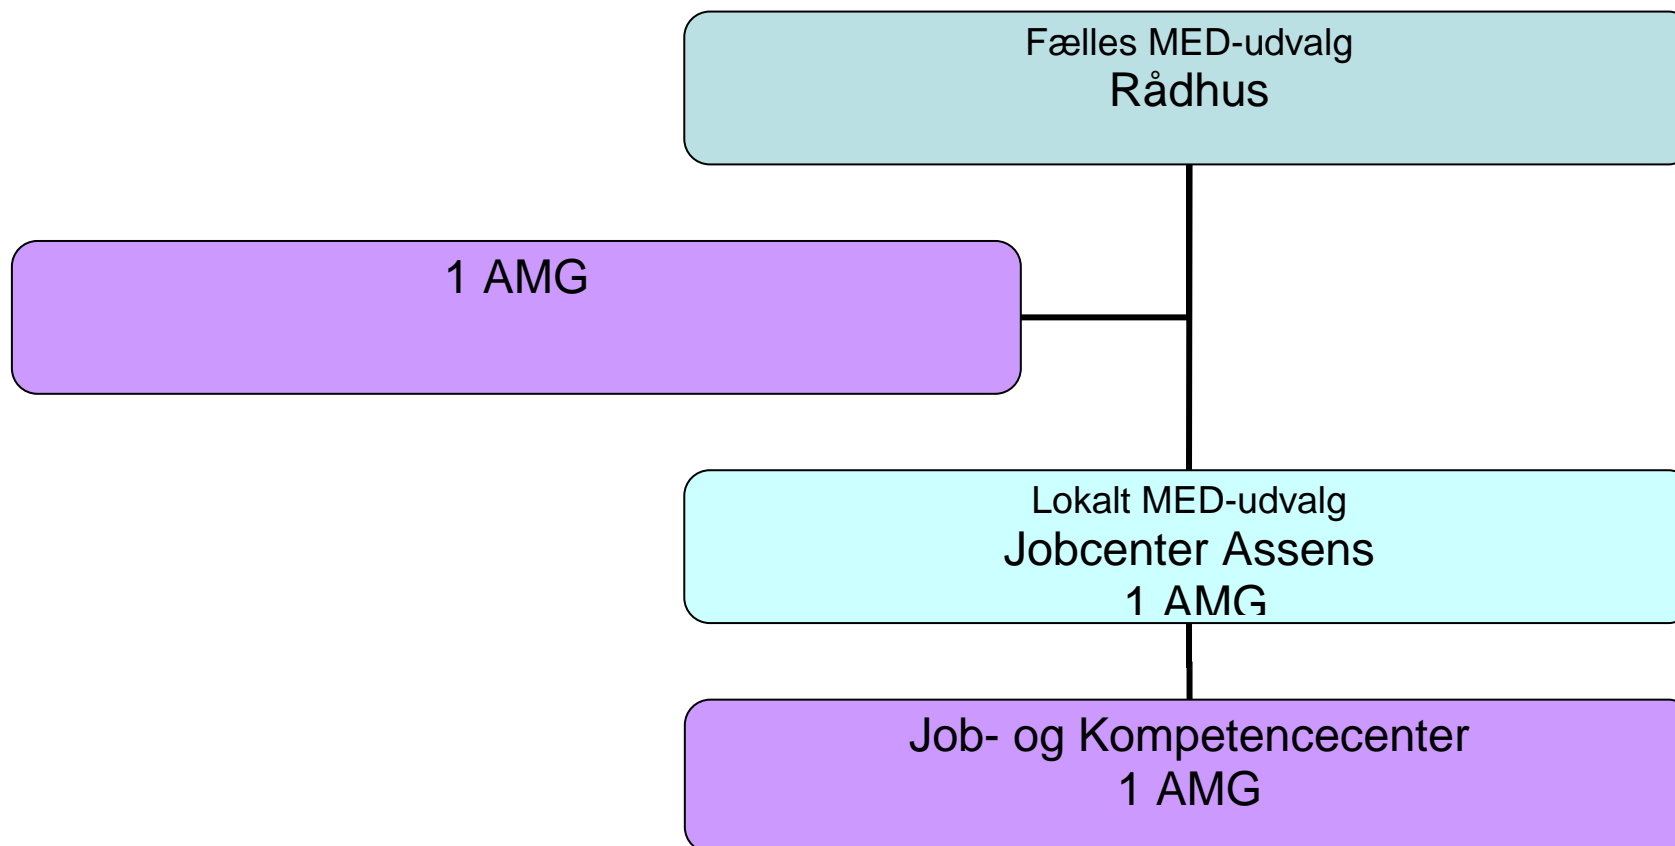 Fælles MED-udvalg
Rådhus
1 AMG
Lokalt MED-udvalg
Jobcenter Assens
1 AMG
Job- og Kompetencecenter
1 AMG